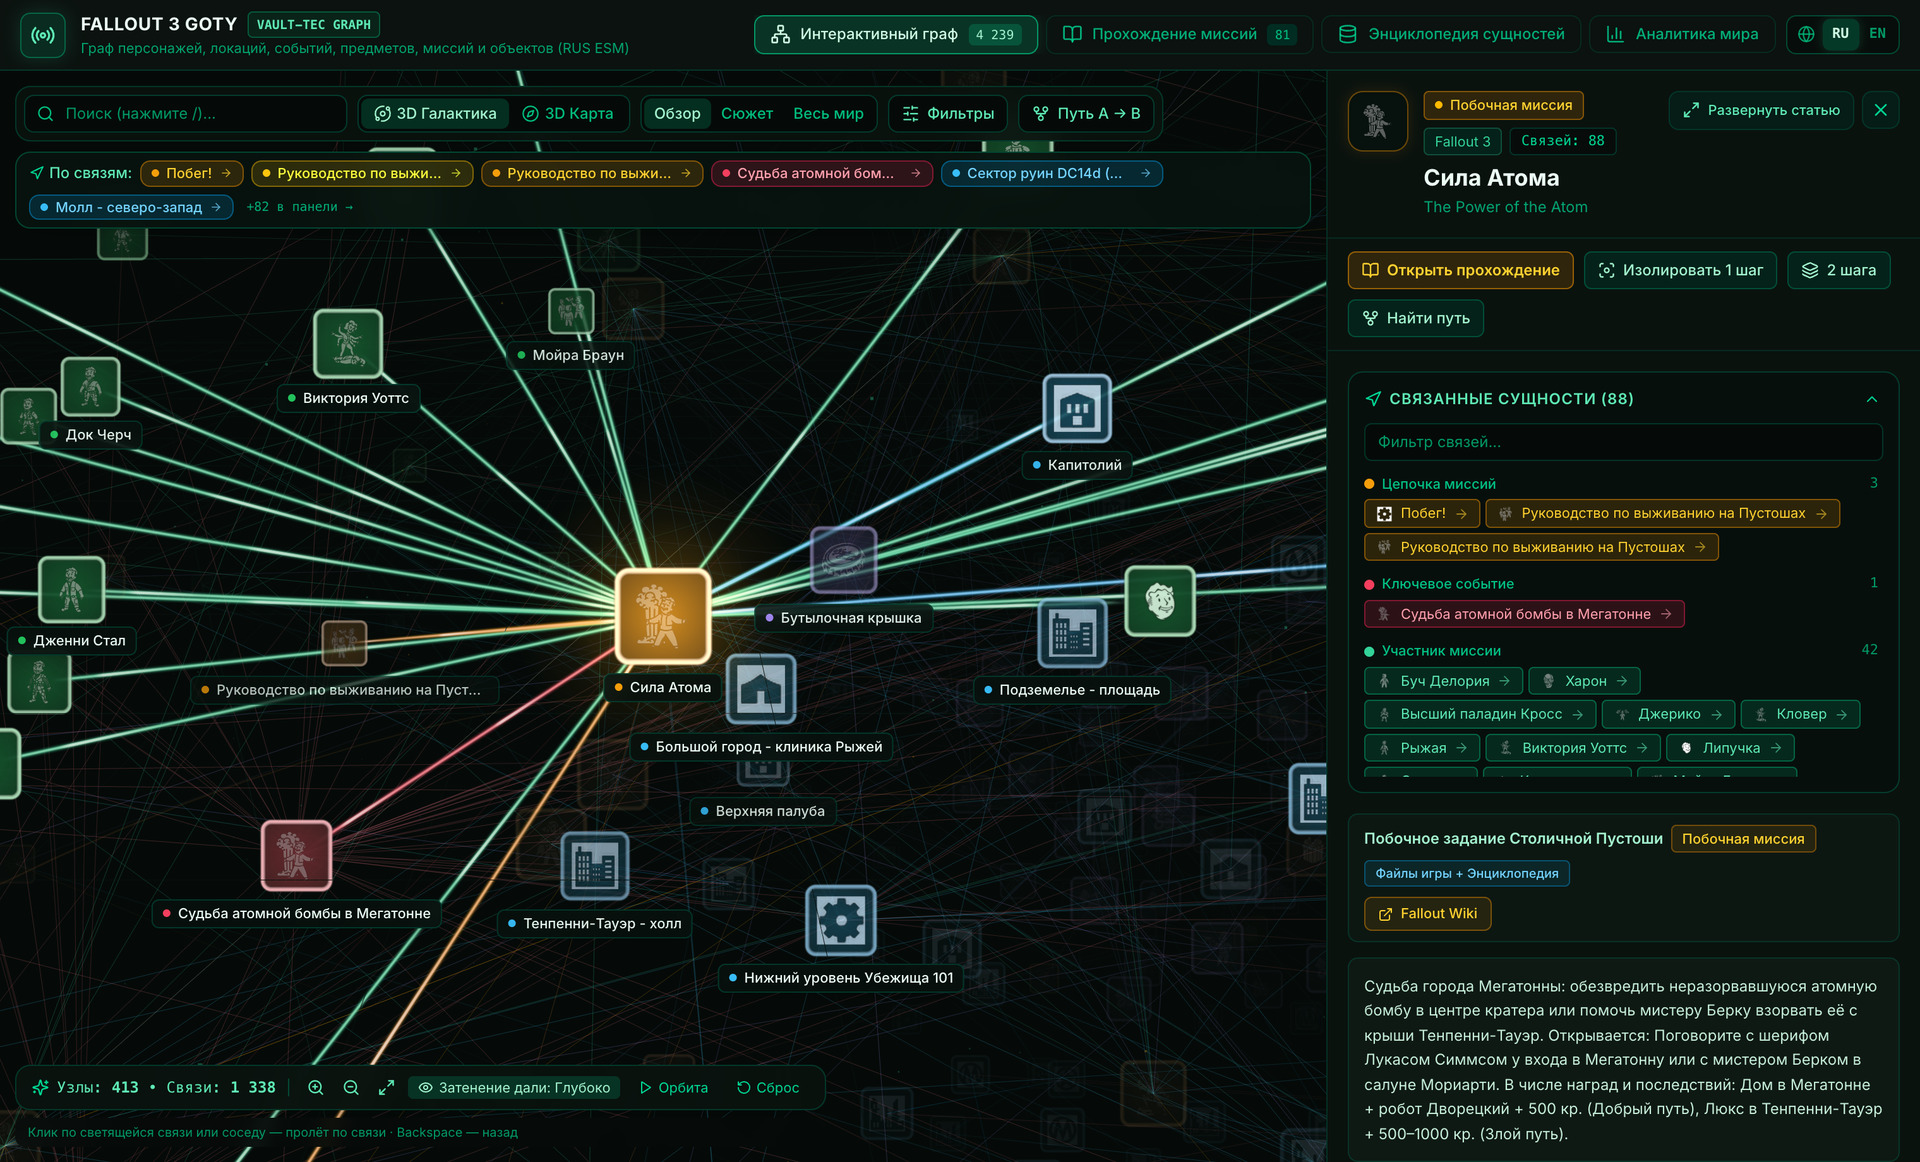 FALLOUT 3 GOTY
VAULT-TEC GRAPH
Граф персонажей, локаций, событий, предметов, миссий и объектов (RUS ESM)
Интерактивный граф 4 239
Прохождение миссий 81
Энциклопедия сущностей
Аналитика мира
RU EN
Поиск (нажмите /)...
3D Галактика
3D Карта
Обзор
Сюжет
Весь мир
Фильтры
Путь A → B
По связям:
Побег! →
Руководство по выжи... →
Руководство по выжи... →
Судьба атомной бом... →
Сектор руин DC14d (... →
Молл - северо-запад →
+82 в панели →
Мойра Браун
Виктория Уоттс
Док Черч
Капитолий
Бутылочная крышка
Дженни Стал
Руководство по выживанию на Пуст...
Сила Атома
Подземелье - площадь
Большой город - клиника Рыжей
Верхняя палуба
Судьба атомной бомбы в Мегатонне
Тенпенни-Тауэр - холл
Нижний уровень Убежища 101
Узлы: 413 • Связи: 1 338
Затенение дали: Глубоко
Орбита
Сброс
Клик по светящейся связи или соседу — пролёт по связи · Backspace — назад
Побочная миссия
Развернуть статью
Fallout 3
Связей: 88
Сила Атома
The Power of the Atom
Открыть прохождение
Изолировать 1 шаг
2 шага
Найти путь
СВЯЗАННЫЕ СУЩНОСТИ (88)
Фильтр связей...
Цепочка миссий 3
Побег! →
Руководство по выживанию на Пустошах →
Руководство по выживанию на Пустошах →
Ключевое событие 1
Судьба атомной бомбы в Мегатонне →
Участник миссии 42
Буч Делория →
Харон →
Высший паладин Кросс →
Джерико →
Кловер →
Рыжая →
Виктория Уоттс →
Липучка →
Побочное задание Столичной Пустоши
Побочная миссия
Файлы игры + Энциклопедия
Fallout Wiki
Судьба города Мегатонны: обезвредить неразорвавшуюся атомную
бомбу в центре кратера или помочь мистеру Берку взорвать её с
крыши Тенпенни-Тауэр. Открывается: Поговорите с шерифом
Лукасом Симмсом у входа в Мегатонну или с мистером Берком в
салуне Мориарти. В числе наград и последствий: Дом в Мегатонне
+ робот Дворецкий + 500 кр. (Добрый путь), Люкс в Тенпенни-Тауэр
+ 500–1000 кр. (Злой путь).